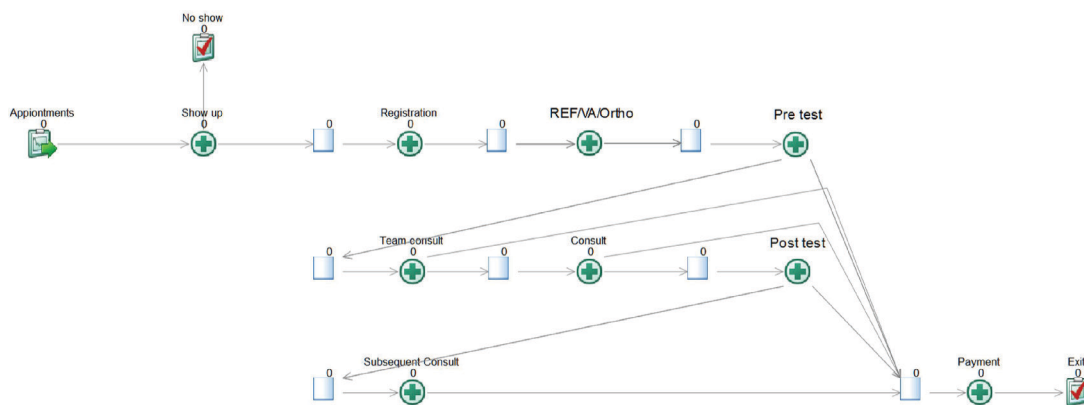 No show
0
Appiontments
0
Show up
0
0
Registration
0
0
REF/VA/Ortho
0
0
Pre test
0
Team consult
0
0
Consult
0
0
Post test
0
Subsequent Consult
0
0
Payment
0
Exit
0